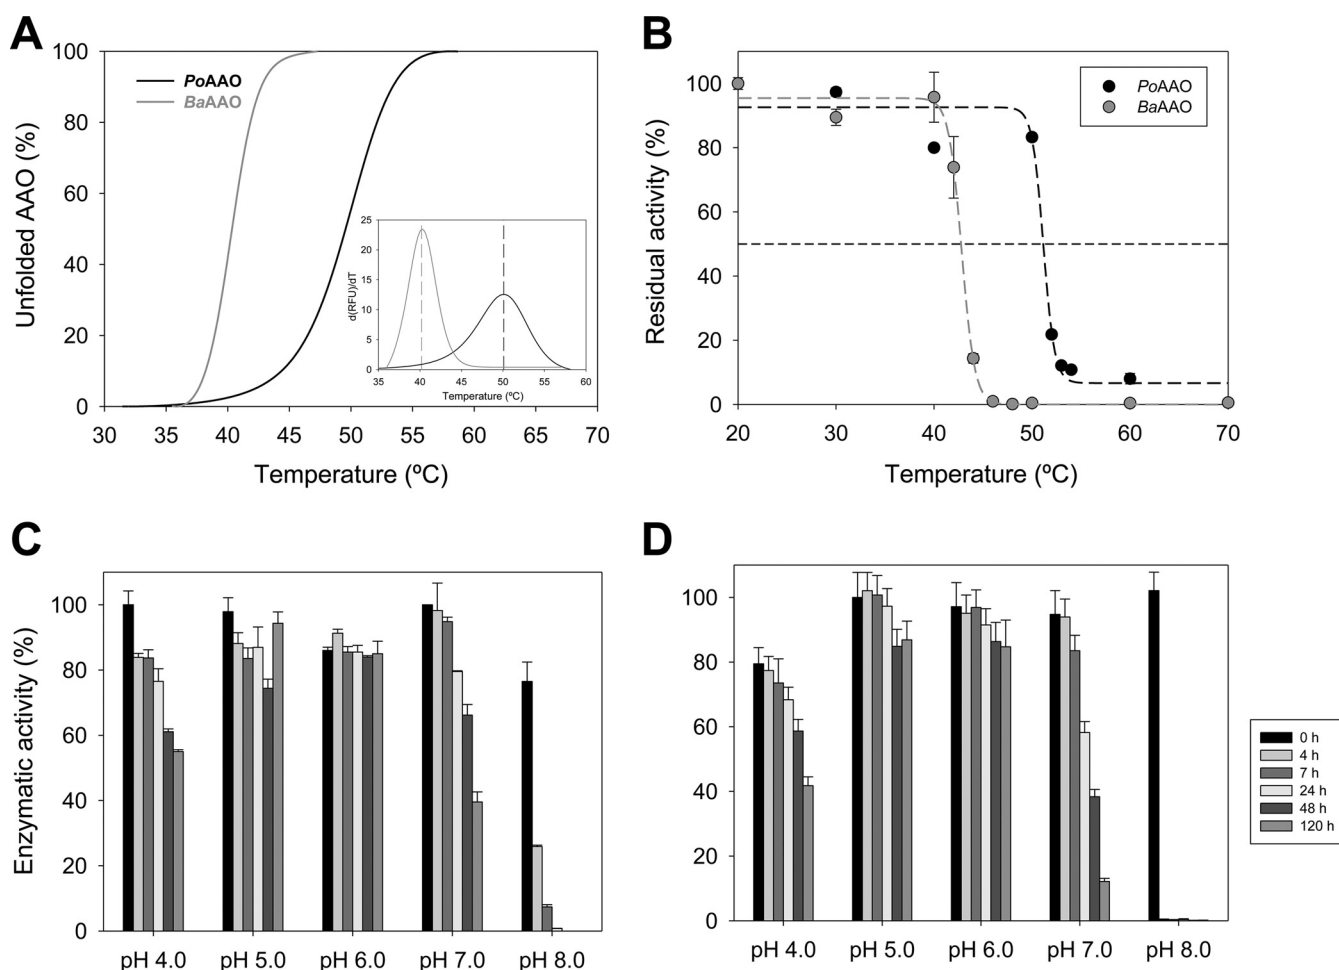 A
100
80
60
40
20
0
Unfolded AAO (%)
PoAAO
BaAAO
25
20
15
10
5
0
d(RFU)/dT
35 40 45 50 55 60
Temperature (ºC)
30 35 40 45 50 55 60 65 70
Temperature (ºC)
B
100
80
60
40
20
0
Residual activity (%)
PoAAO
BaAAO
20 30 40 50 60 70
Temperature (ºC)
C
100
80
60
40
20
0
Enzymatic activity (%)
pH 4.0 pH 5.0 pH 6.0 pH 7.0 pH 8.0
D
100
80
60
40
20
0
pH 4.0 pH 5.0 pH 6.0 pH 7.0 pH 8.0
0 h
4 h
7 h
24 h
48 h
120 h